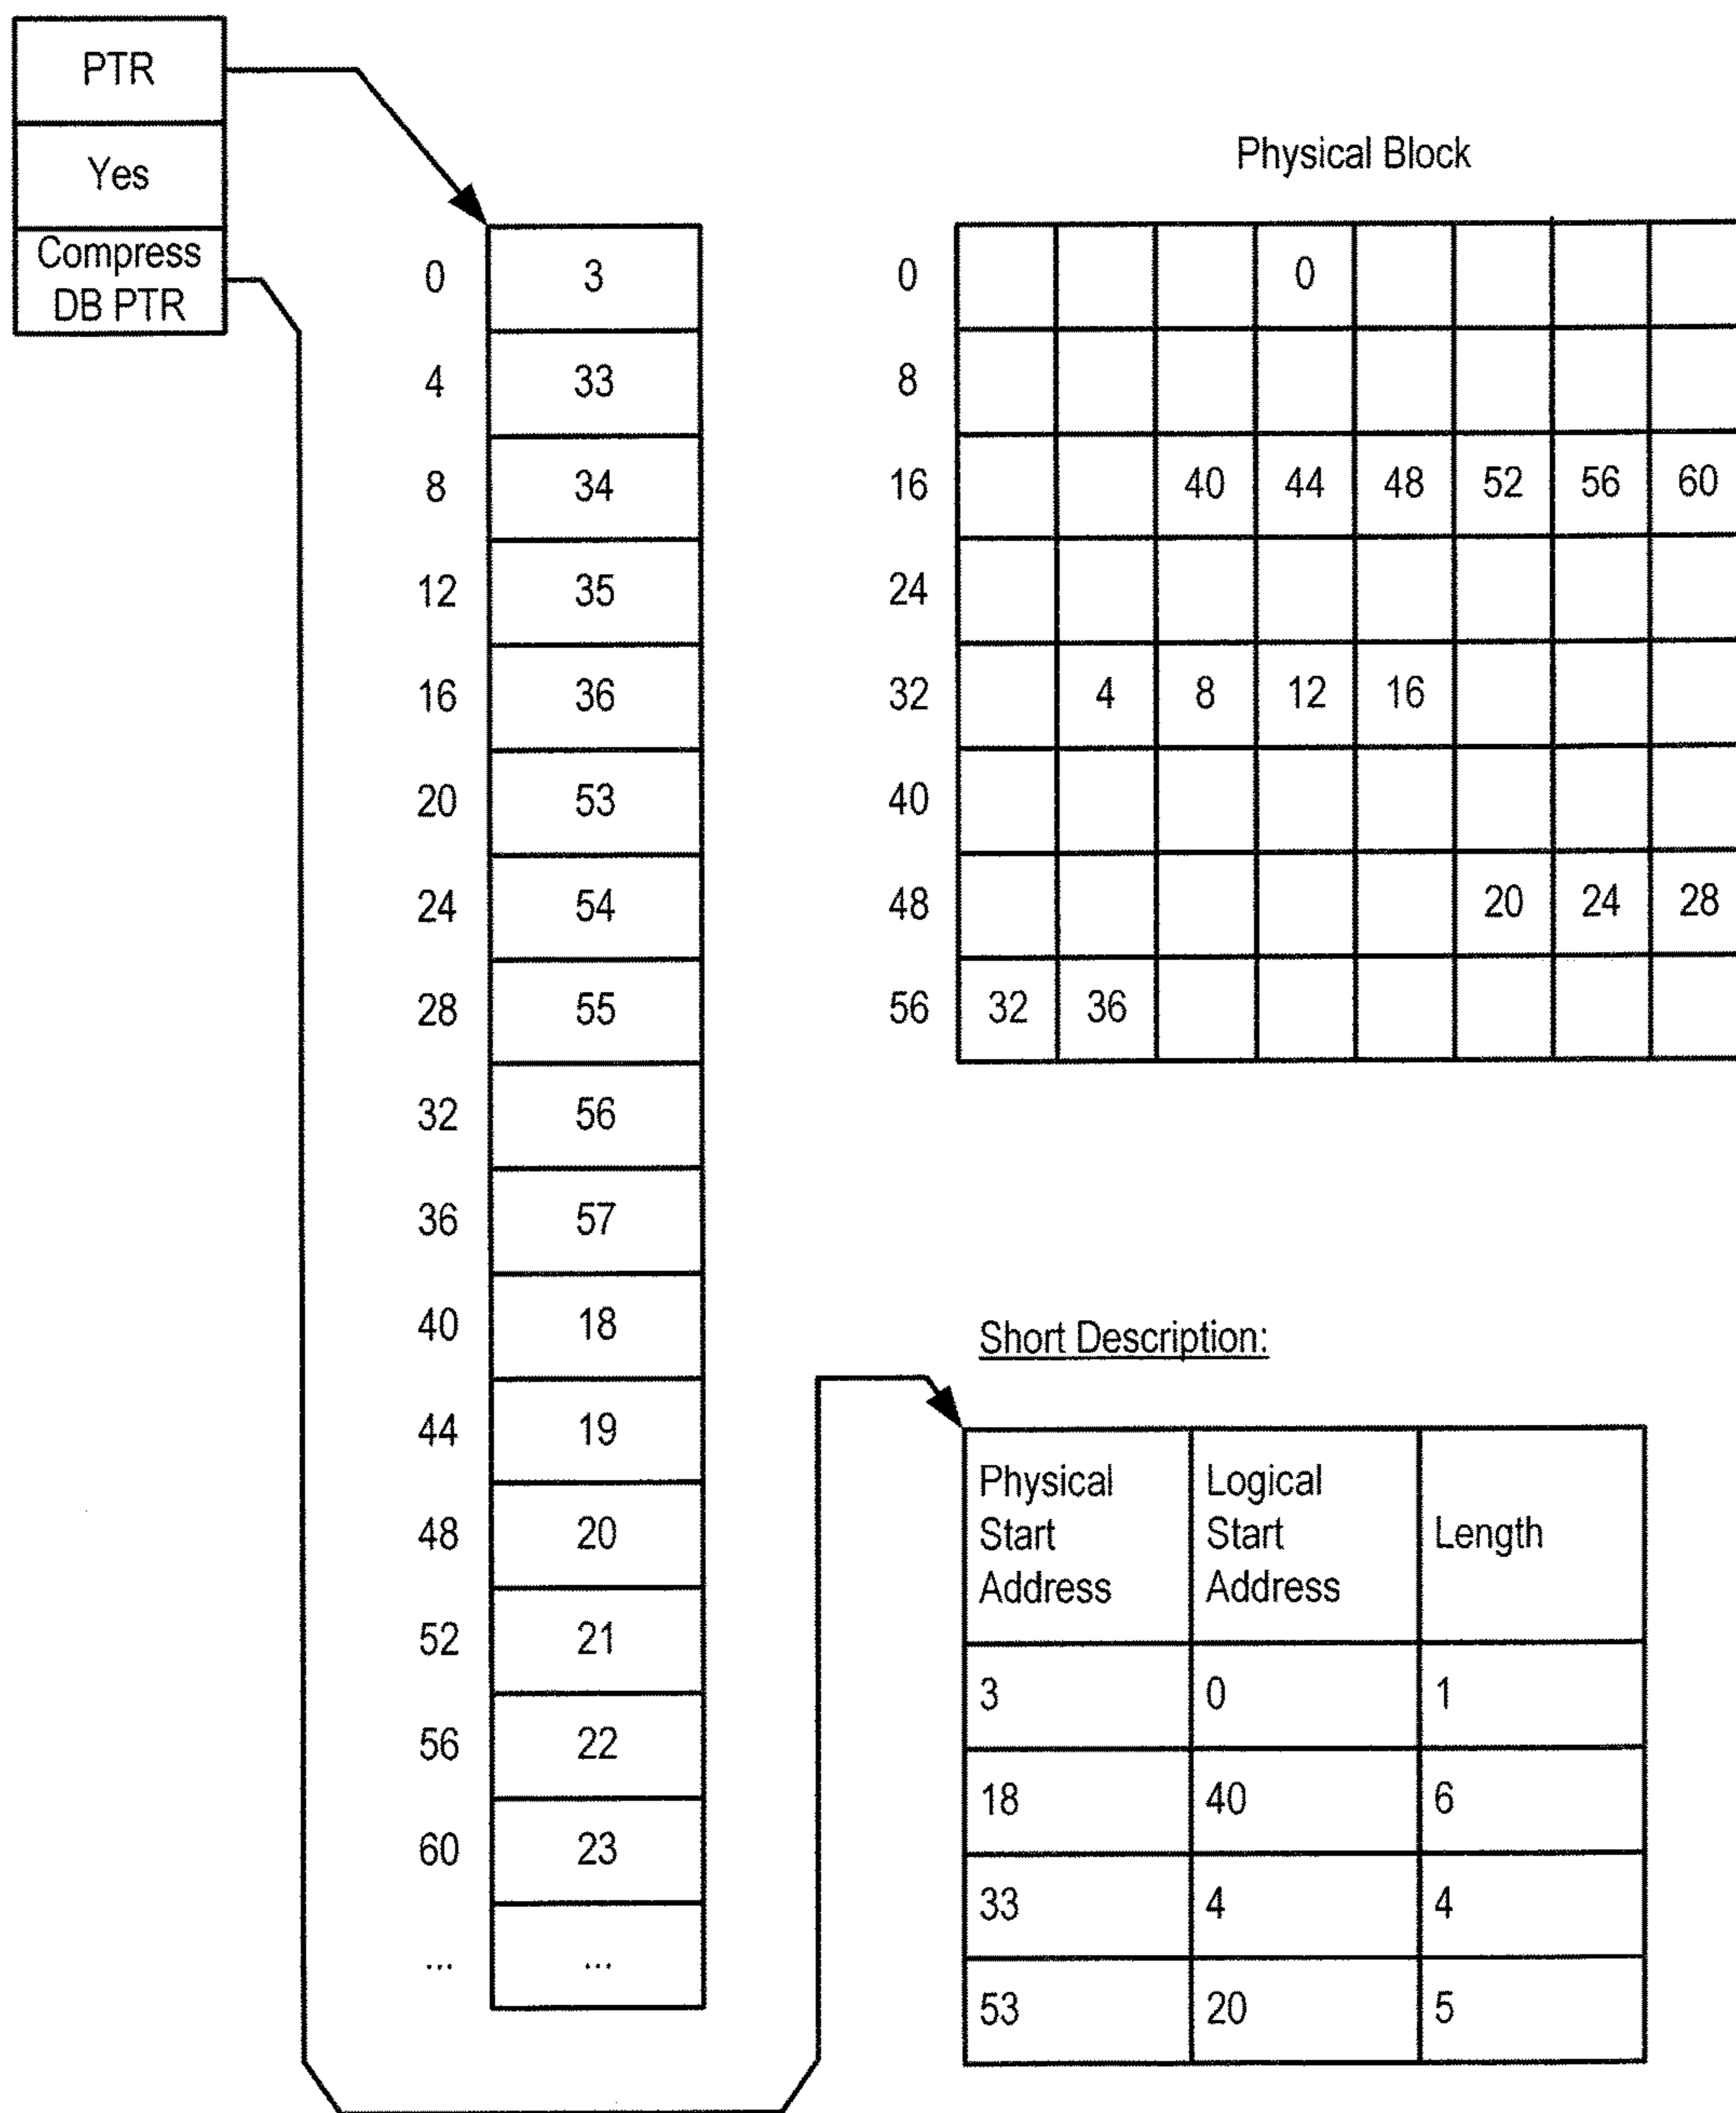 PTR
Yes
Compress
DB PTR
0 3
4 33
8 34
12 35
16 36
20 53
24 54
28 55
32 56
36 57
40 18
44 19
48 20
52 21
56 22
60 23
... ...
Physical Block
0 0
8
16 40 44 48 52 56 60
24
32 4 8 12 16
40
48 20 24 28
56 32 36
Short Description:
Physical Start Address Logical Start Address Length
3 0 1
18 40 6
33 4 4
53 20 5